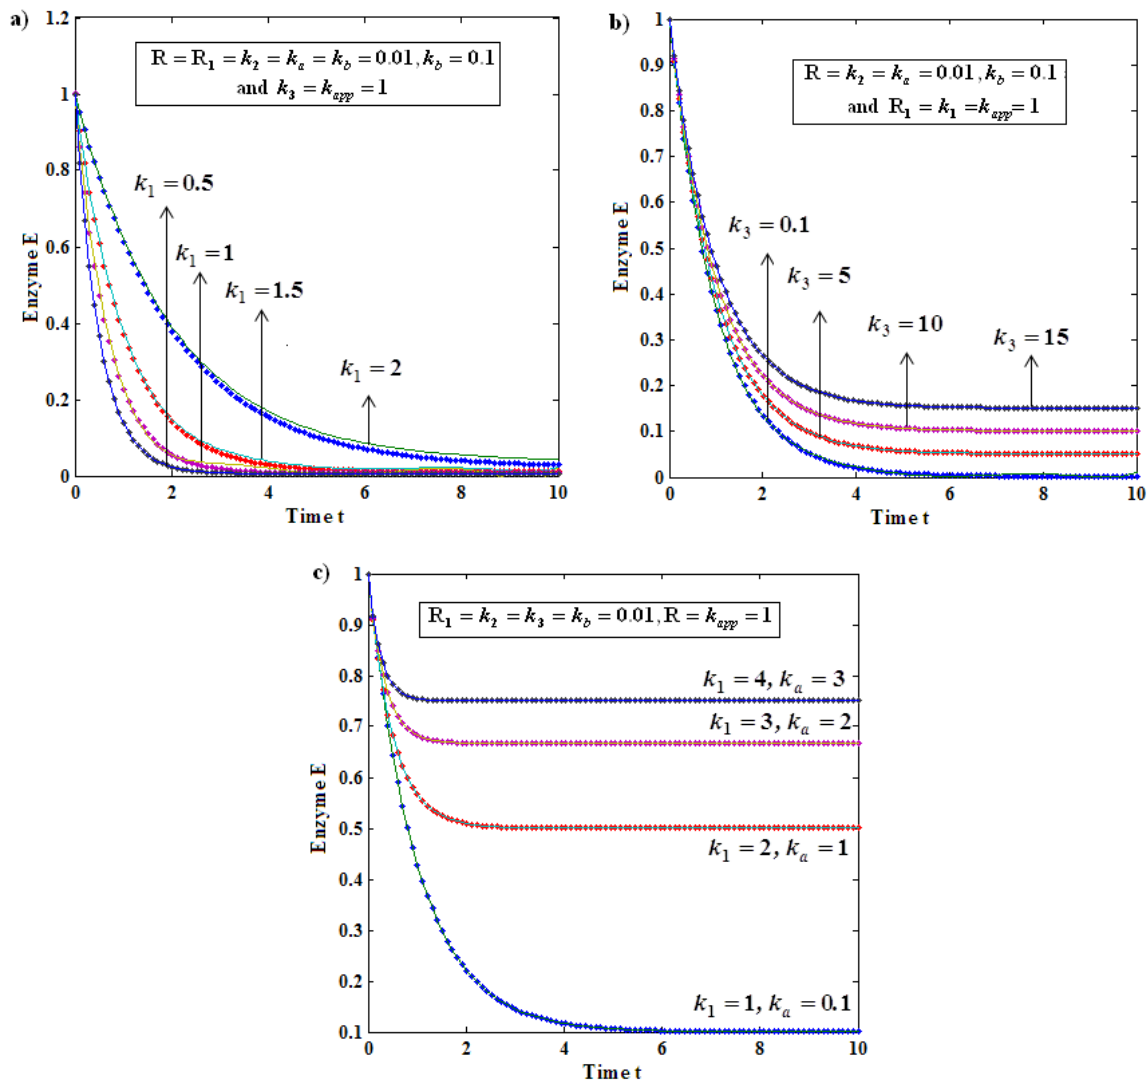 a)
R = R₁ = k₂ = kₐ = k_b = 0.01, k_b = 0.1
and k₃ = k_app = 1
k₁ = 0.5
k₁ = 1
k₁ = 1.5
k₁ = 2
Enzyme E
1.2
1
0.8
0.6
0.4
0.2
0
0 2 4 6 8 10
Time t
b)
R = k₂ = kₐ = 0.01, k_b = 0.1
and R₁ = k₁ = k_app = 1
k₃ = 0.1
k₃ = 5
k₃ = 10
k₃ = 15
Enzyme E
1
0.9
0.8
0.7
0.6
0.5
0.4
0.3
0.2
0.1
0
0 2 4 6 8 10
Time t
c)
R₁ = k₂ = k₃ = k_b = 0.01, R = k_app = 1
k₁ = 4, kₐ = 3
k₁ = 3, kₐ = 2
k₁ = 2, kₐ = 1
k₁ = 1, kₐ = 0.1
Enzyme E
1
0.9
0.8
0.7
0.6
0.5
0.4
0.3
0.2
0.1
0 2 4 6 8 10
Time t